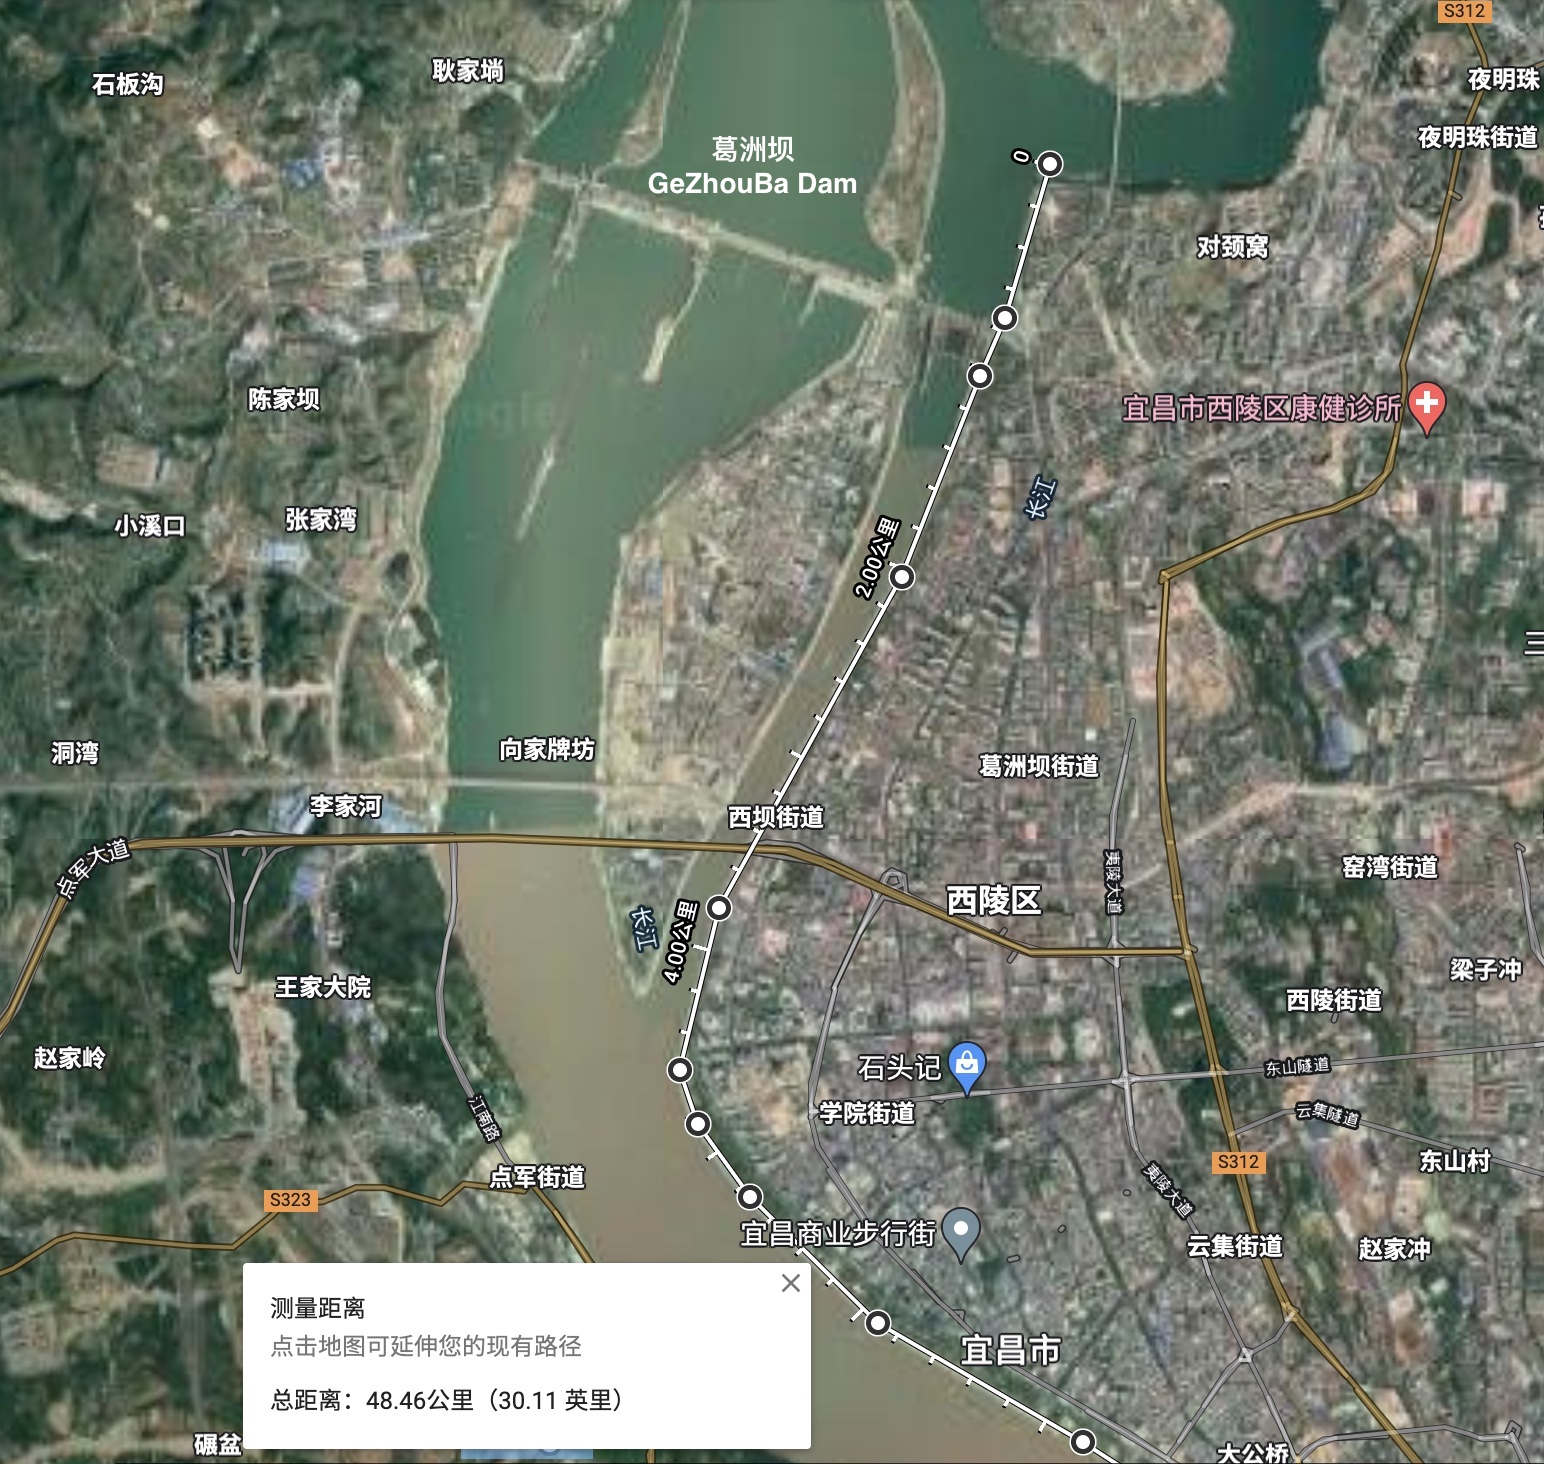 S312
石板沟
耿家垴
夜明珠
夜明珠街道
葛洲坝
GeZhouBa Dam
0
对颈窝
陈家坝
宜昌市西陵区康健诊所
长江
小溪口
张家湾
2.00公里
三
洞湾
向家牌坊
葛洲坝街道
李家河
西坝街道
点军大道
夷陵大道
窑湾街道
西陵区
长江
4.00公里
王家大院
梁子冲
西陵街道
赵家岭
石头记
东山隧道
学院街道
云集隧道
江南路
S312
东山村
点军街道
夷陵大道
S323
宜昌商业步行街
云集街道
赵家冲
测量距离
点击地图可延伸您的现有路径
宜昌市
总距离：48.46公里（30.11 英里）
碾盆
大公桥